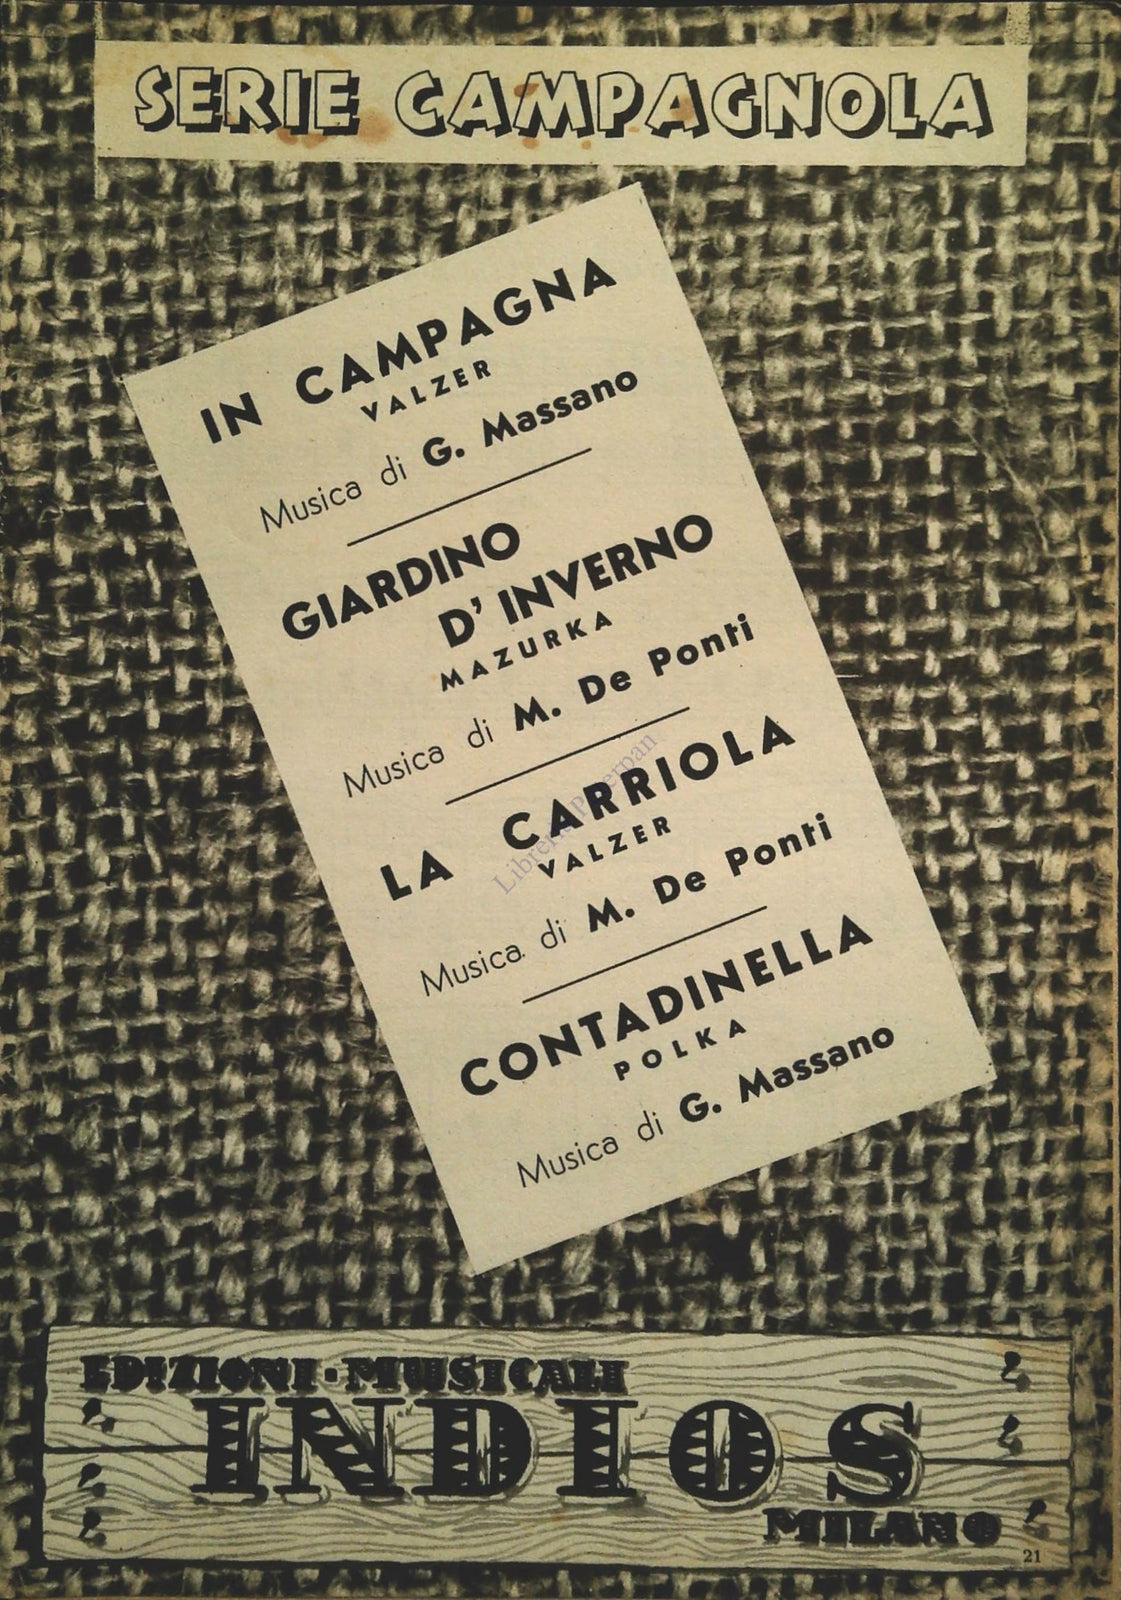 SERIE CAMPAGNOLA
IN CAMPAGNA
VALZER
Musica di G. Massano
GIARDINO
D' INVERNO
MAZURKA
Musica di M. De Ponti
LA CARRIOLA
VALZER
Musica di M. De Ponti
CONTADINELLA
POLKA
Musica di G. Massano
EDIZIONI·MUSICALI
INDIOS
MILANO
21